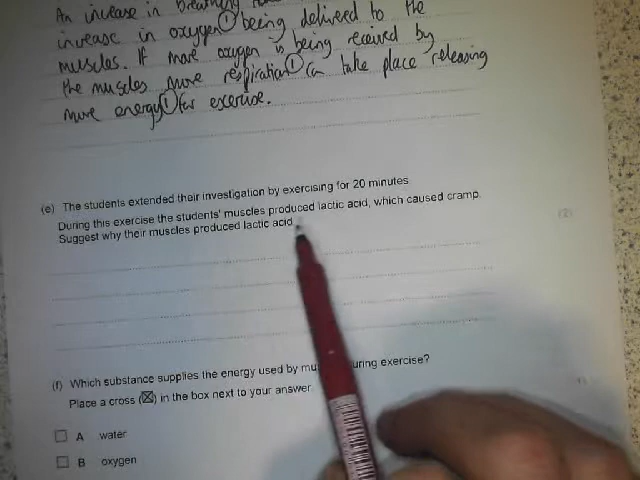 An increase in breathing
increase in oxygen ① being delivered to the
muscles. If more oxygen is being received by
the muscles more respiration ① can take place releasing
more energy ① for exercise.
(e) The students extended their investigation by exercising for 20 minutes
During this exercise the students' muscles produced lactic acid, which caused cramp.
(2)
Suggest why their muscles produced lactic acid
(f) Which substance supplies the energy used by during exercise?
Place a cross (☒) in the box next to your answer
A water
B oxygen